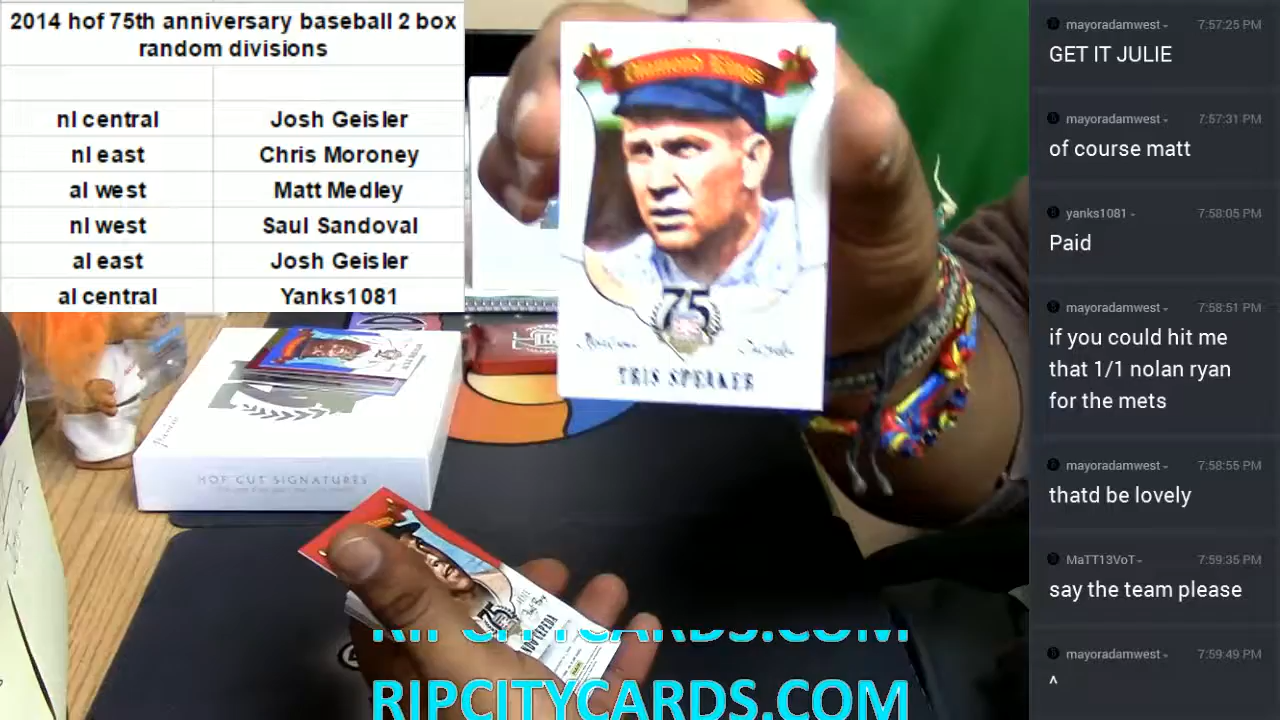 2014 hof 75th anniversary baseball 2 box
random divisions
nl central Josh Geisler
nl east Chris Moroney
al west Matt Medley
nl west Saul Sandoval
al east Josh Geisler
al central Yanks1081
Diamond Kings
75
TRIS SPEAKER
HOF CUT SIGNATURES
75
RIPCITYCARDS.COM
RIPCITYCARDS.COM
mayoradamwest- 7:57:25 PM
GET IT JULIE
mayoradamwest- 7:57:31 PM
of course matt
yanks1081- 7:58:05 PM
Paid
mayoradamwest- 7:58:51 PM
if you could hit me
that 1/1 nolan ryan
for the mets
mayoradamwest- 7:58:55 PM
thatd be lovely
MaTT13VoT- 7:59:35 PM
say the team please
mayoradamwest- 7:59:49 PM
^